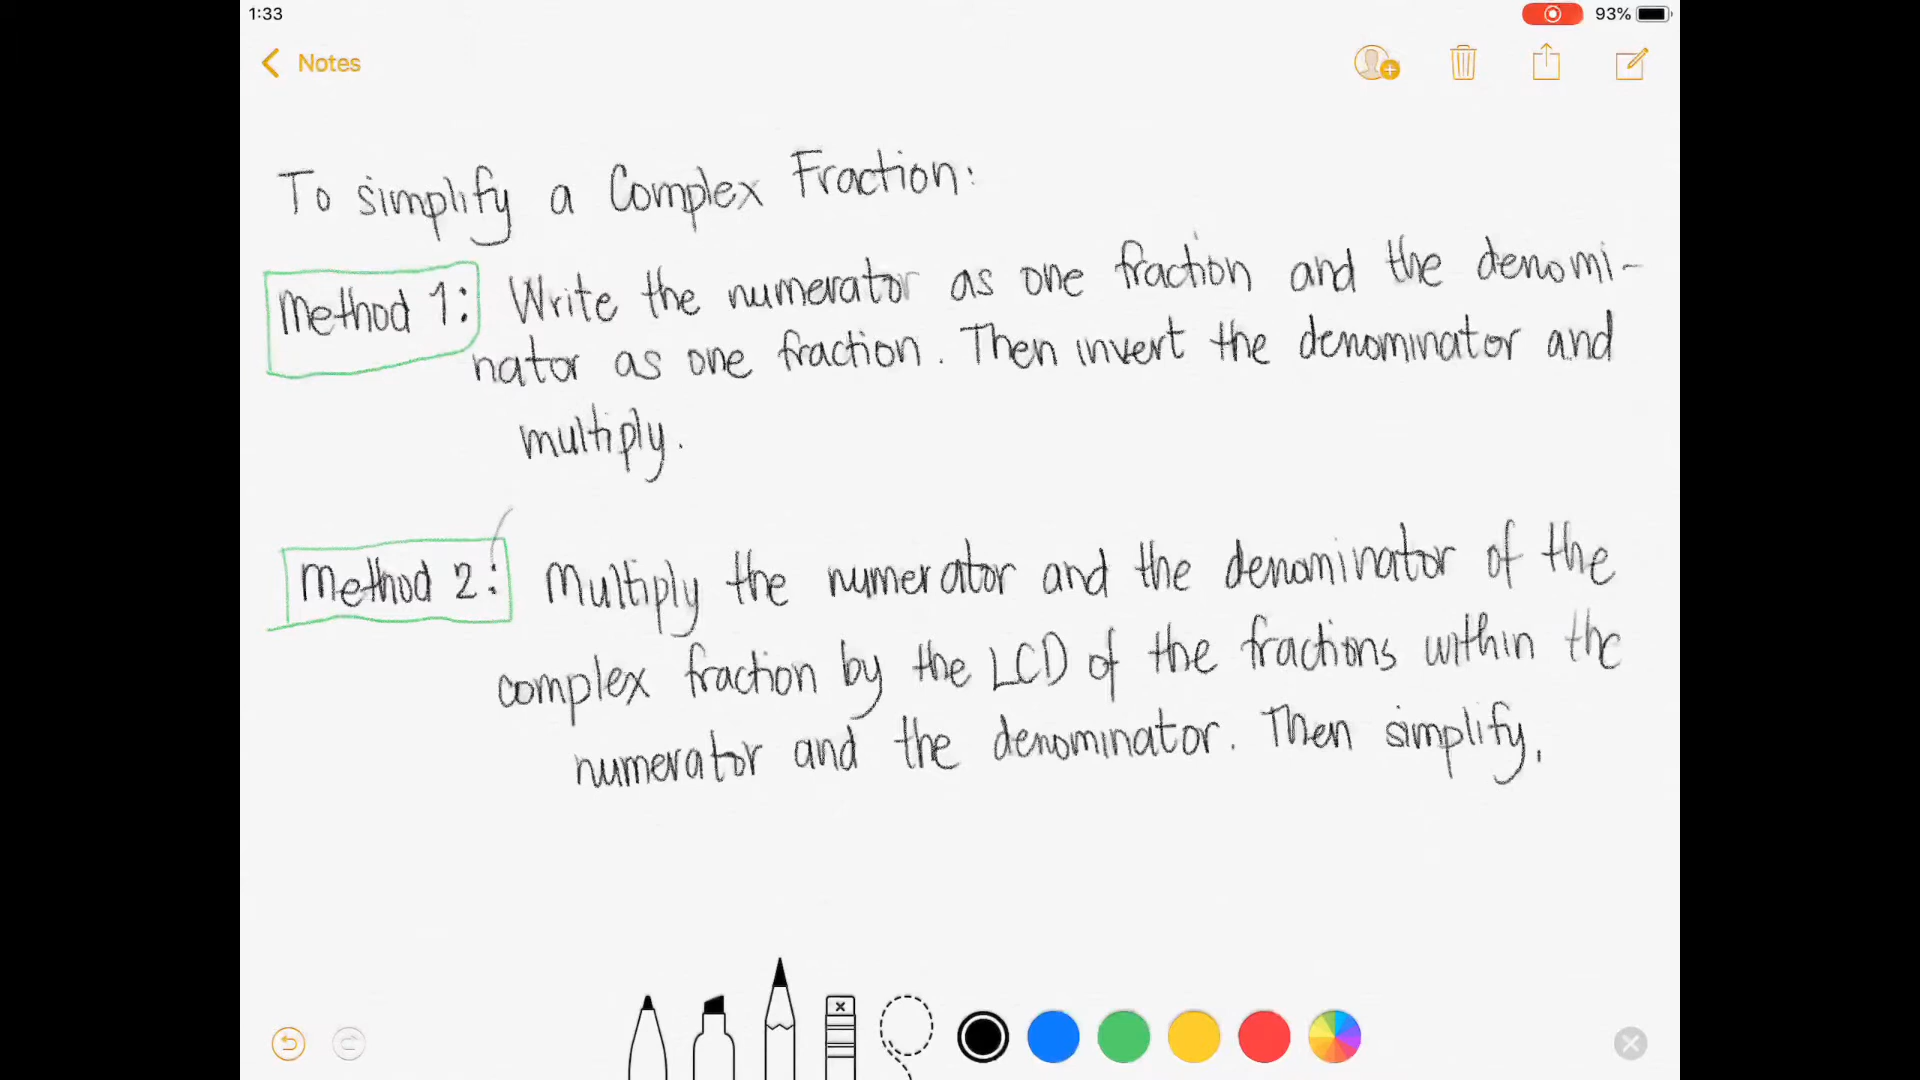 1:33
93%
Notes
To simplify a Complex Fraction:
Method 1: Write the numerator as one fraction and the denomi-
nator as one fraction. Then invert the denominator and
multiply.
Method 2: Multiply the numerator and the denominator of the
complex fraction by the LCD of the fractions within the
numerator and the denominator. Then simplify.